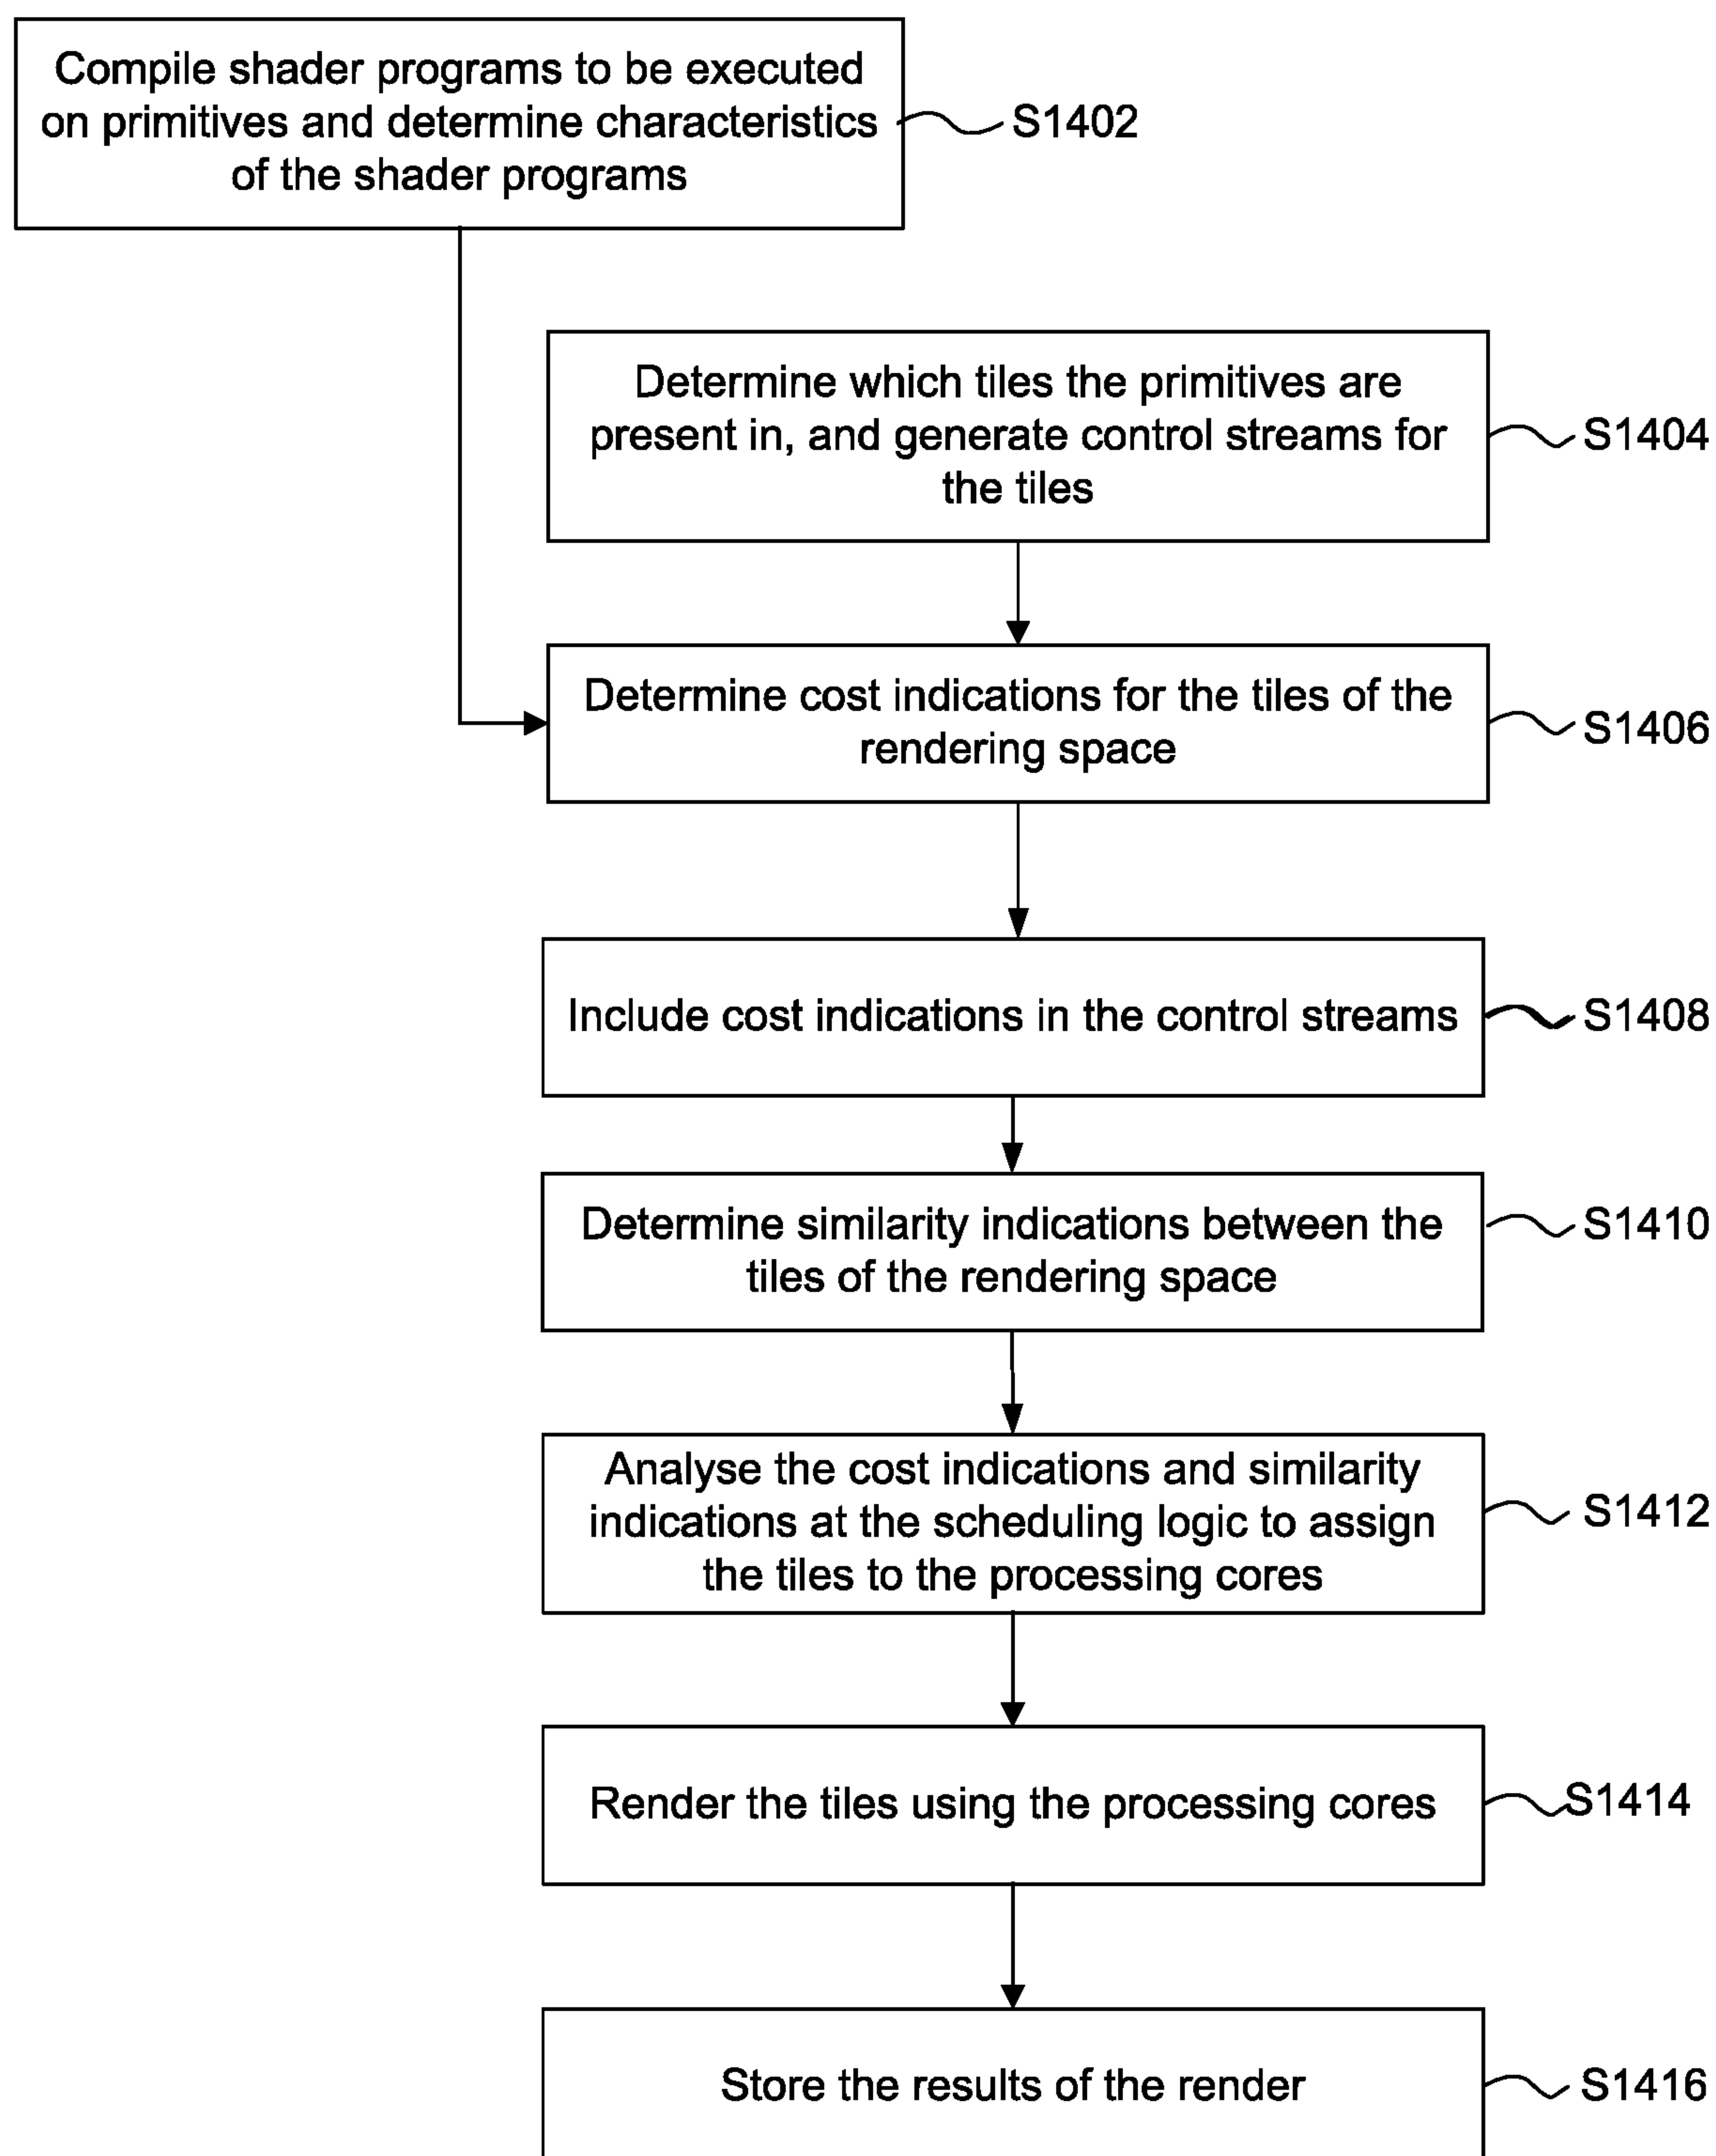 Compile shader programs to be executed
on primitives and determine characteristics
of the shader programs
S1402
Determine which tiles the primitives are
present in, and generate control streams for
the tiles
S1404
Determine cost indications for the tiles of the
rendering space
S1406
Include cost indications in the control streams
S1408
Determine similarity indications between the
tiles of the rendering space
S1410
Analyse the cost indications and similarity
indications at the scheduling logic to assign
the tiles to the processing cores
S1412
Render the tiles using the processing cores
S1414
Store the results of the render
S1416